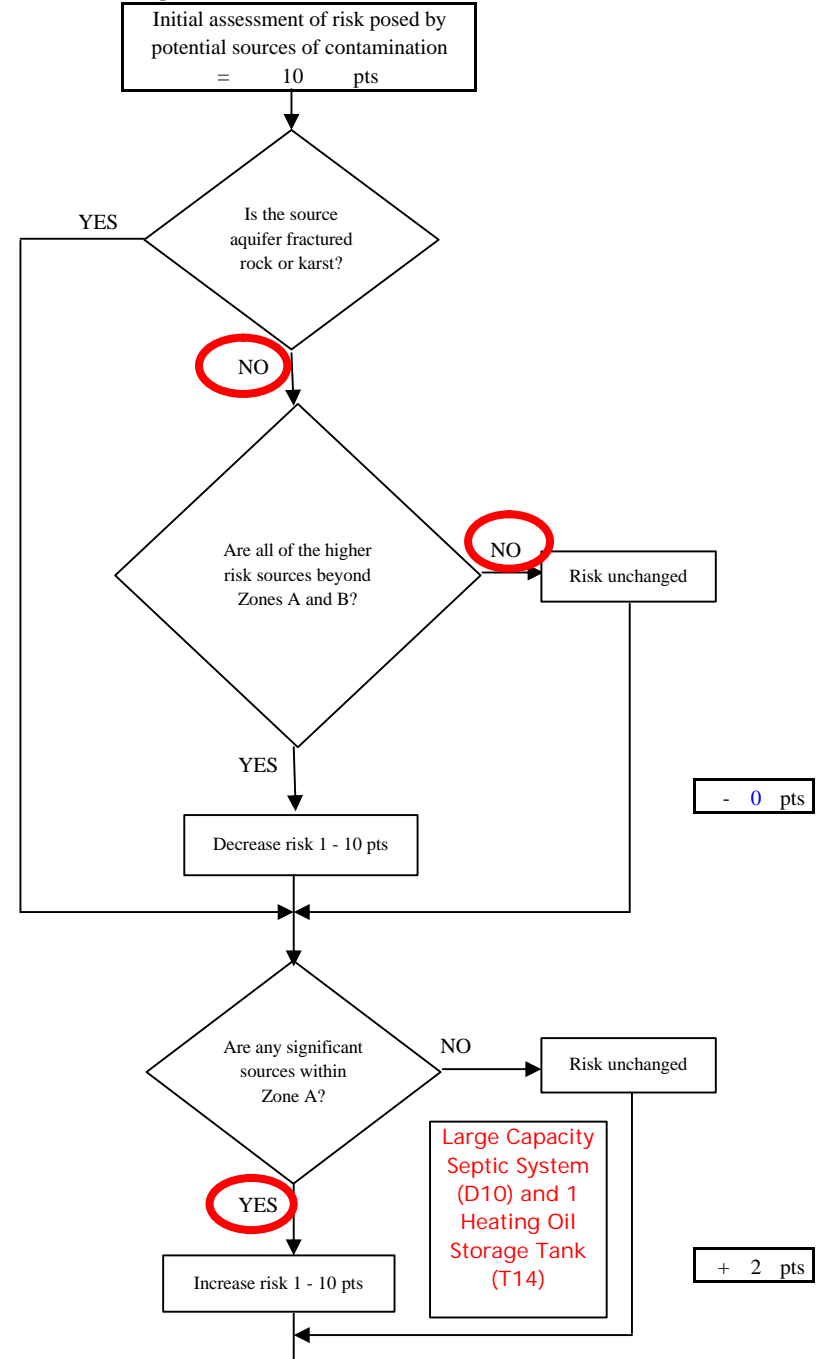 Initial assessment of risk posed by
potential sources of contamination
= 10 pts
YES
Is the source
aquifer fractured
rock or karst?
NO
Are all of the higher
risk sources beyond
Zones A and B?
NO
Risk unchanged
YES
- 0 pts
Decrease risk 1 - 10 pts
Are any significant
sources within
Zone A?
NO
Risk unchanged
Large Capacity
Septic System
(D10) and 1
Heating Oil
Storage Tank
(T14)
YES
Increase risk 1 - 10 pts
+ 2 pts